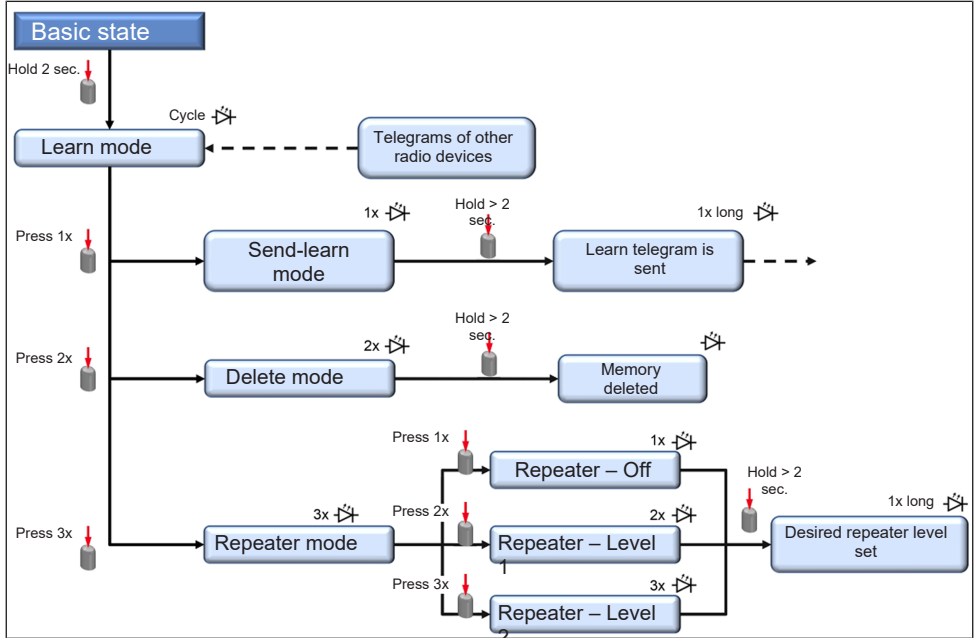 Basic state
Hold 2 sec.
Cycle
Learn mode
Telegrams of other
radio devices
Press 1x
1x
Send-learn
mode
Hold > 2
sec.
1x long
Learn telegram is
sent
Press 2x
2x
Delete mode
Hold > 2
sec.
Memory
deleted
Press 3x
3x
Repeater mode
Press 1x
1x
Repeater – Off
Press 2x
2x
Repeater – Level
1
Press 3x
3x
Repeater – Level
2
Hold > 2
sec.
1x long
Desired repeater level
set